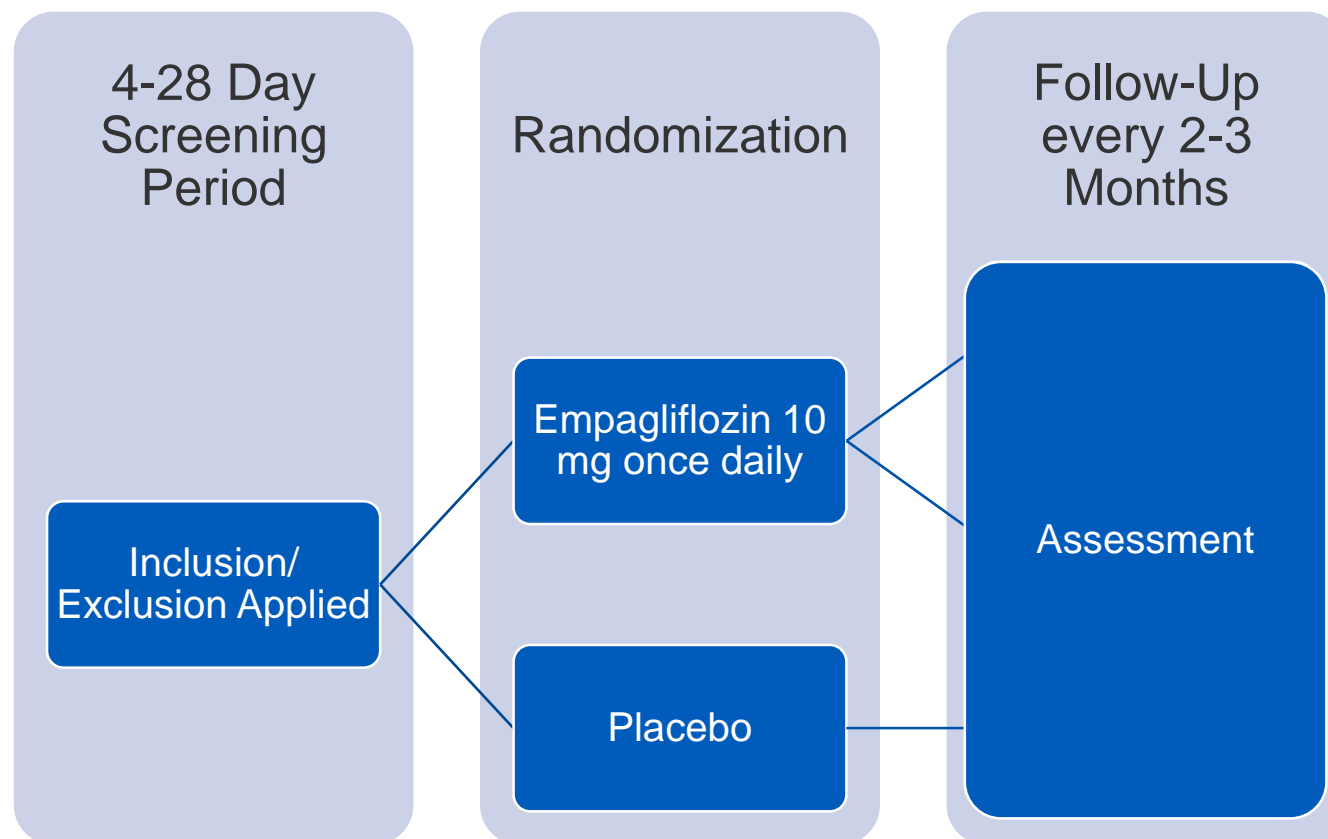 4-28 Day
Screening
Period
Randomization
Follow-Up
every 2-3
Months
Inclusion/
Exclusion Applied
Empagliflozin 10
mg once daily
Placebo
Assessment